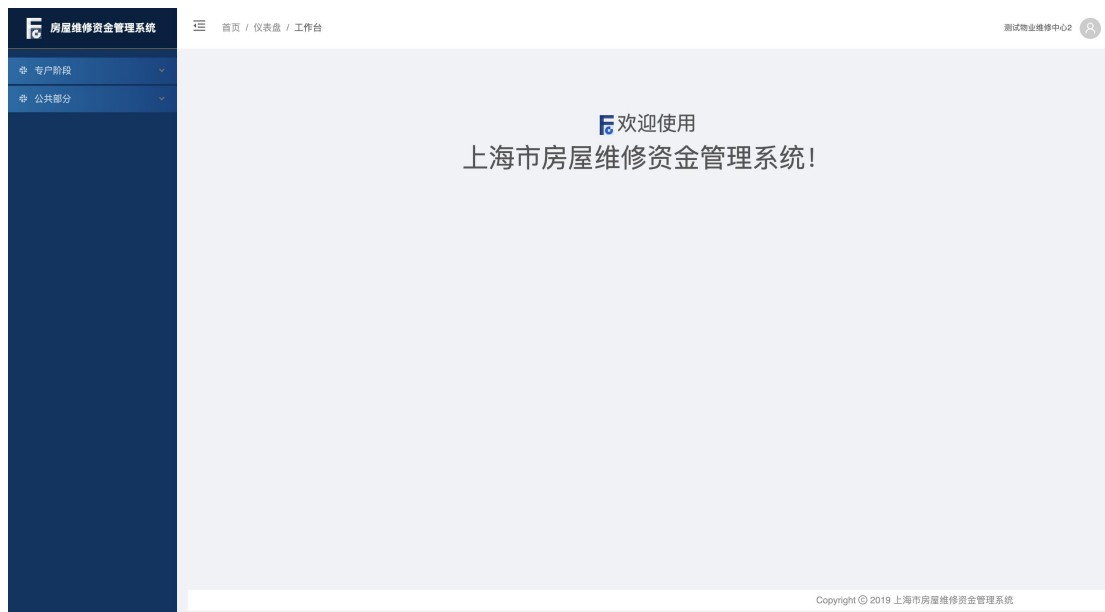 房屋维修资金管理系统
首页 / 仪表盘 / 工作台
测试物业维修中心2
专户阶段
公共部分
欢迎使用
上海市房屋维修资金管理系统!
Copyright © 2019 上海市房屋维修资金管理系统